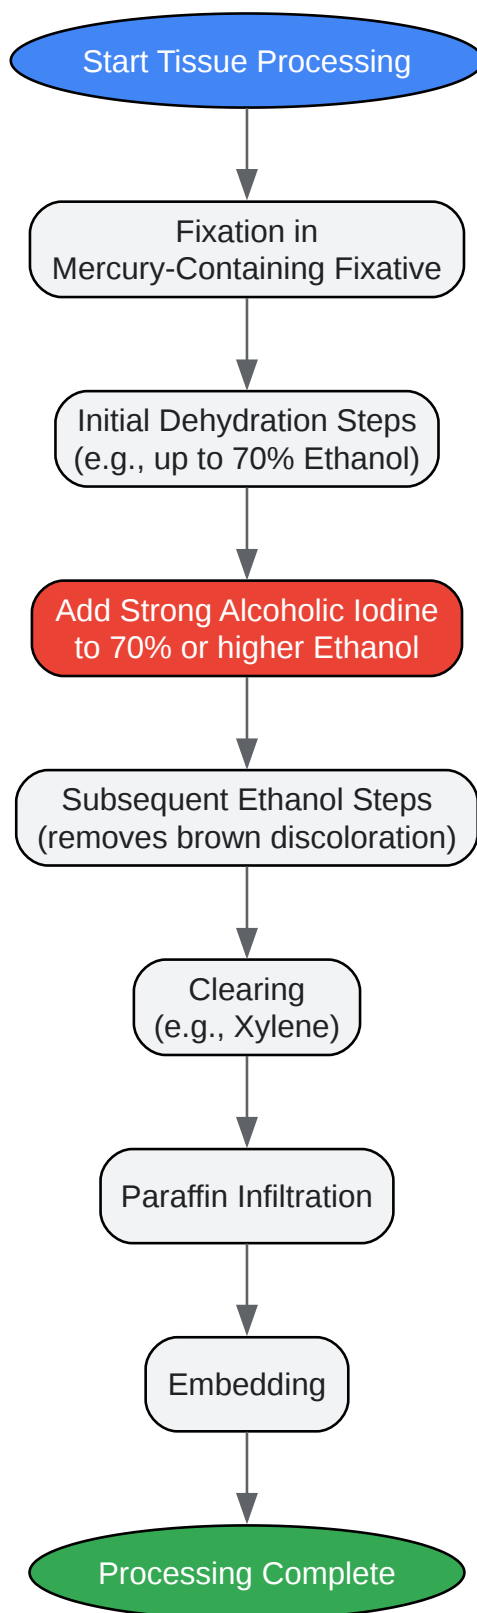 Start Tissue Processing
Fixation in
Mercury-Containing Fixative
Initial Dehydration Steps
(e.g., up to 70% Ethanol)
Add Strong Alcoholic Iodine
to 70% or higher Ethanol
Subsequent Ethanol Steps
(removes brown discoloration)
Clearing
(e.g., Xylene)
Paraffin Infiltration
Embedding
Processing Complete